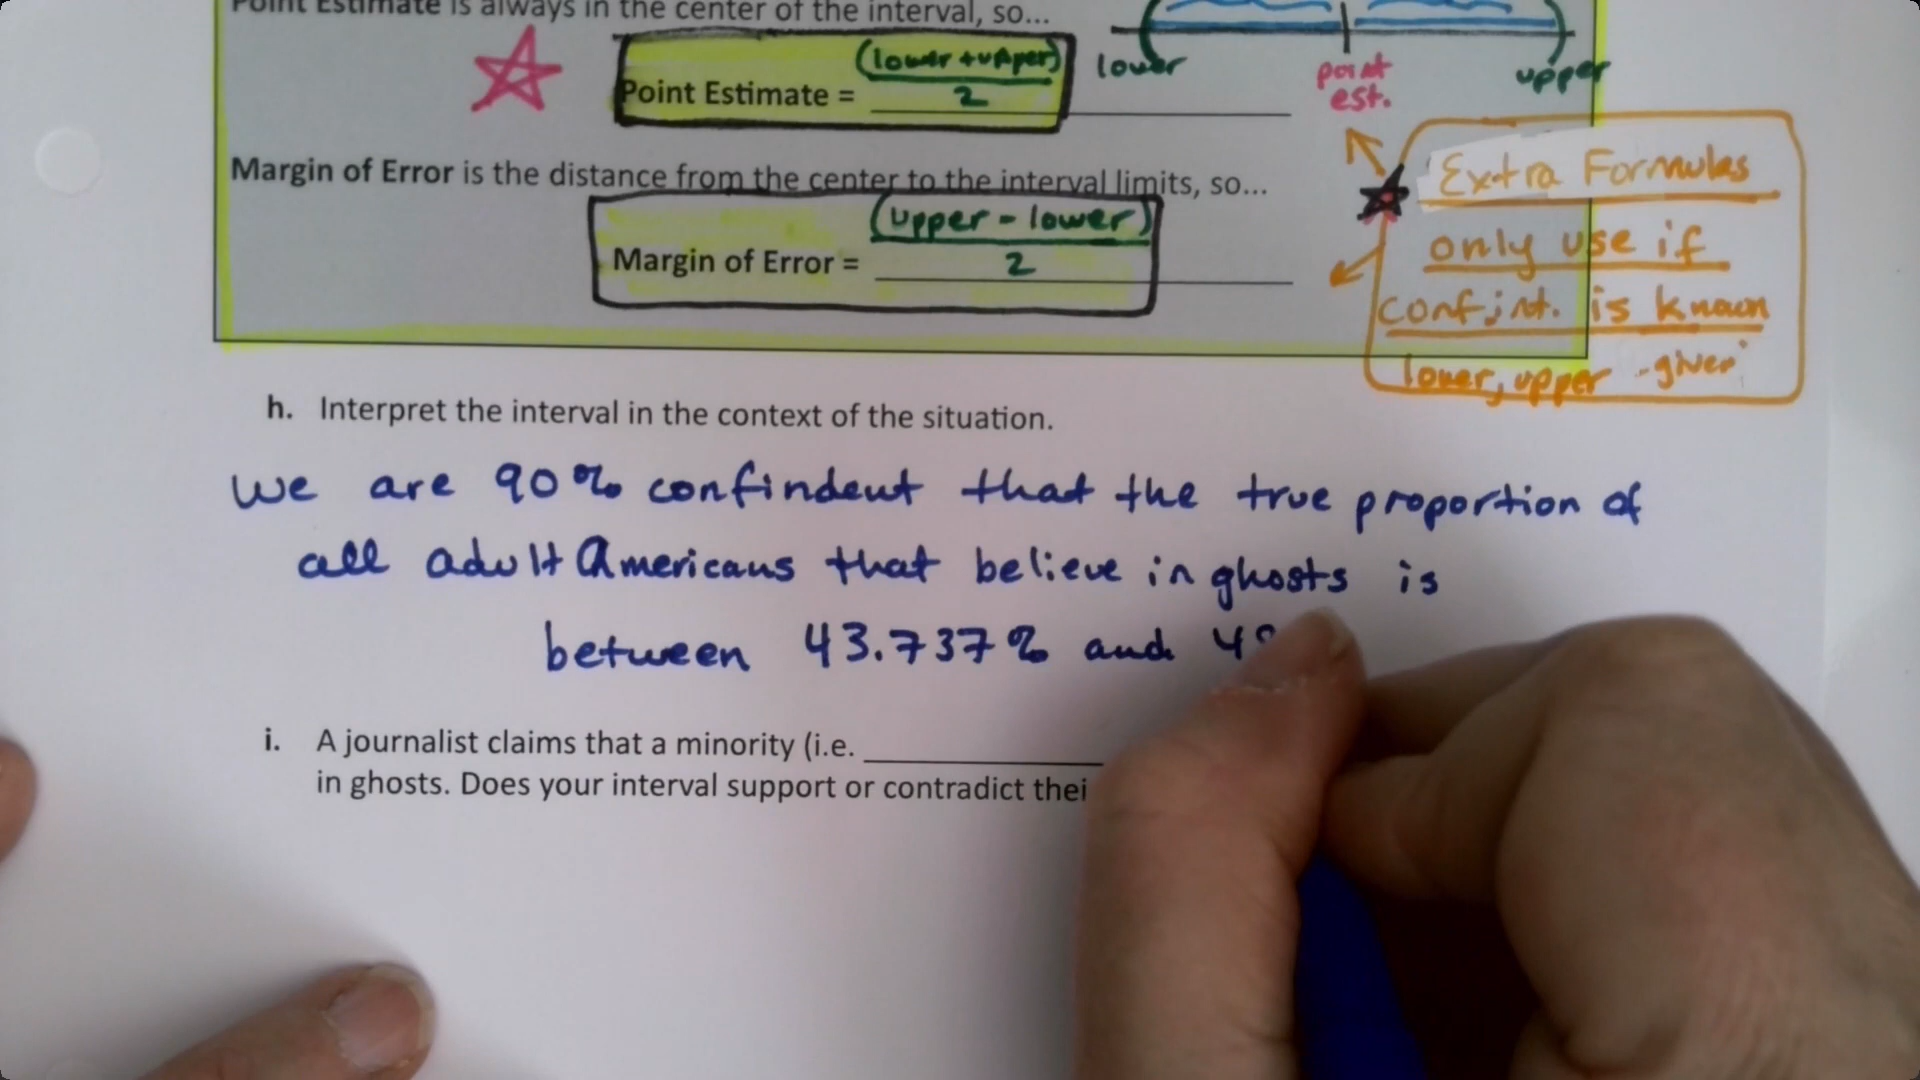 Point Estimate is always in the center of the interval, so...
(lower + upper)
Point Estimate = ____
2
lower
point
est.
upper
Margin of Error is the distance from the center to the interval limits, so...
(upper - lower)
Margin of Error = ____
2
Extra Formulas
only use if
conf. int. is known
lower, upper - given
h. Interpret the interval in the context of the situation.
we are 90% confindent that the true proportion of
all adult Americans that believe in ghosts is
between 43.737% and 48
i. A journalist claims that a minority (i.e. ____
in ghosts. Does your interval support or contradict thei